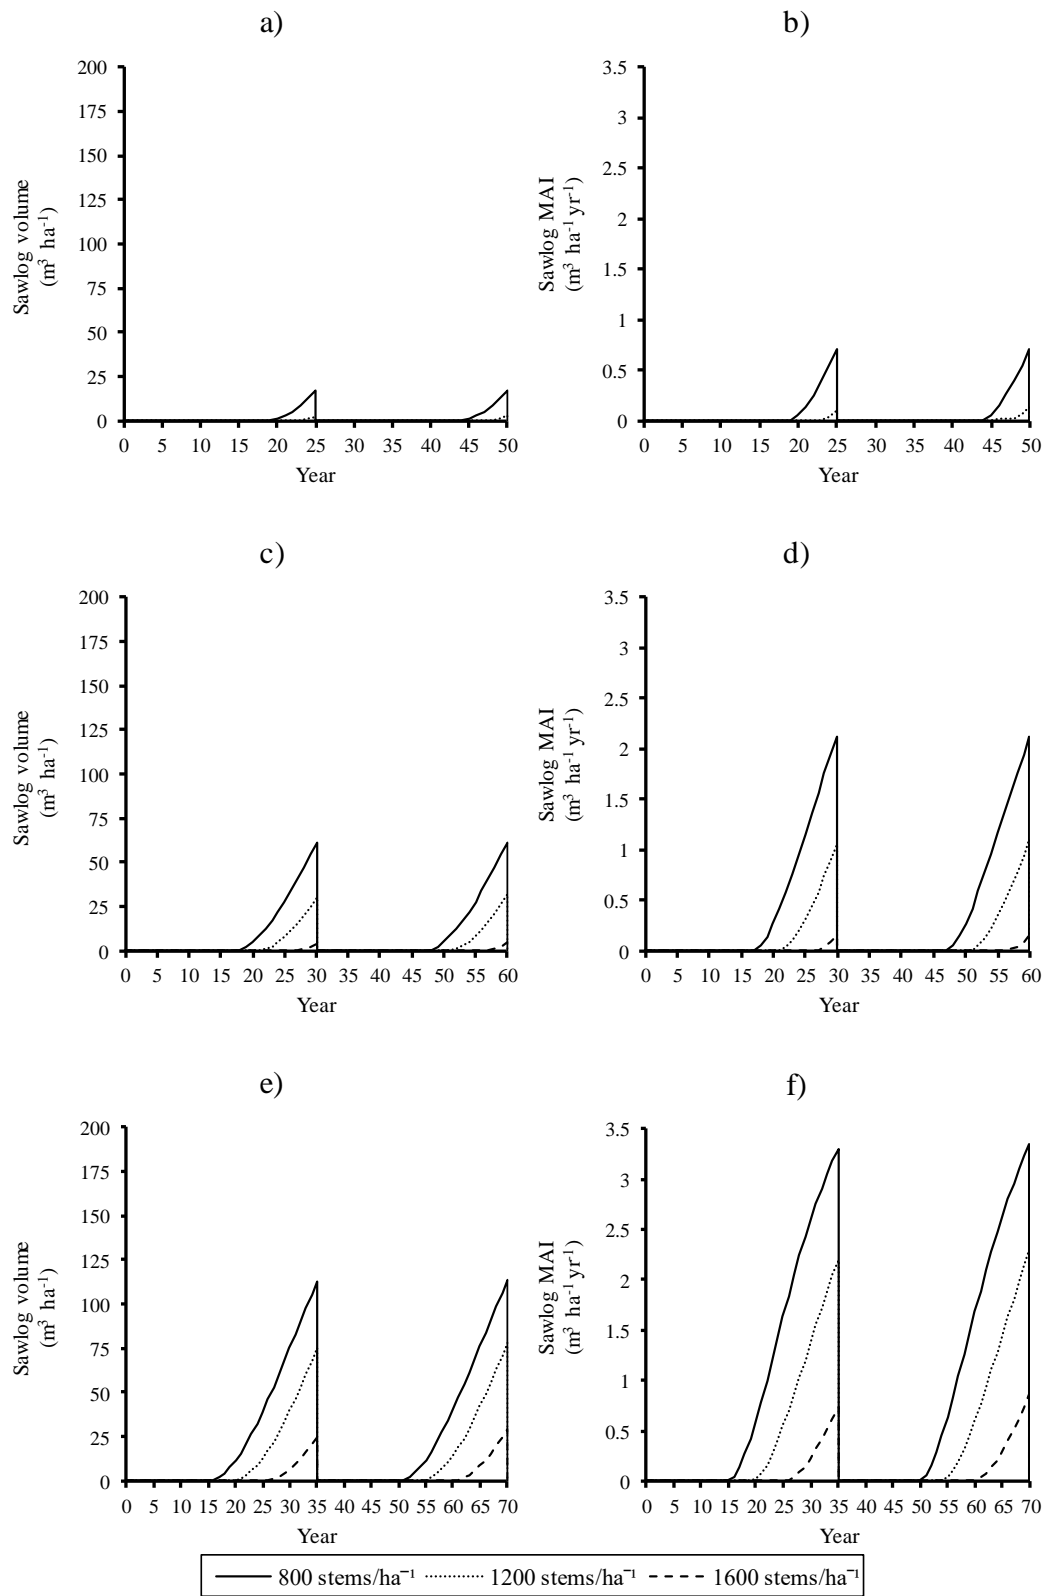 a)
200
175
150
125
100
75
50
25
0
Sawlog volume
(m³ ha⁻¹)
0 5 10 15 20 25 30 35 40 45 50
Year
b)
3.5
3
2.5
2
1.5
1
0.5
0
Sawlog MAI
(m³ ha⁻¹ yr⁻¹)
0 5 10 15 20 25 30 35 40 45 50
Year
c)
200
175
150
125
100
75
50
25
0
Sawlog volume
(m³ ha⁻¹)
0 5 10 15 20 25 30 35 40 45 50 55 60
Year
d)
3.5
3
2.5
2
1.5
1
0.5
0
Sawlog MAI
(m³ ha⁻¹ yr⁻¹)
0 5 10 15 20 25 30 35 40 45 50 55 60
Year
e)
200
175
150
125
100
75
50
25
0
Sawlog volume
(m³ ha⁻¹)
0 5 10 15 20 25 30 35 40 45 50 55 60 65 70
Year
f)
3.5
3
2.5
2
1.5
1
0.5
0
Sawlog MAI
(m³ ha⁻¹ yr⁻¹)
0 5 10 15 20 25 30 35 40 45 50 55 60 65 70
Year
800 stems/ha⁻¹ 1200 stems/ha⁻¹ 1600 stems/ha⁻¹